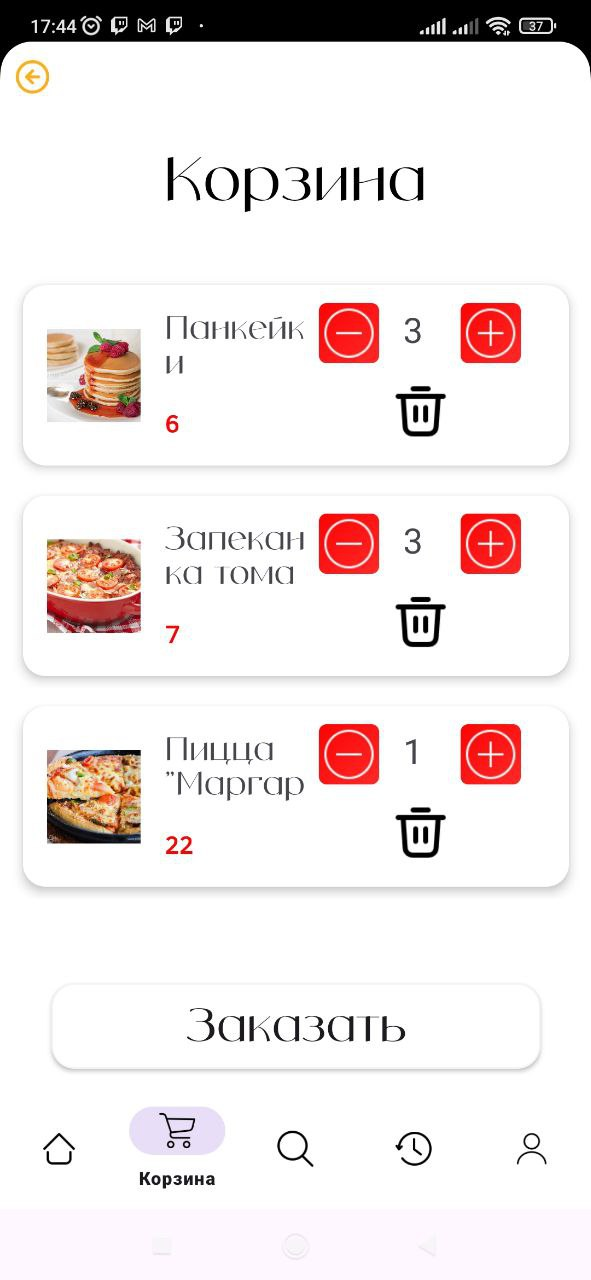 17:44
37
Корзина
Панкейк
и
3
6
Запекан
ка тома
3
7
Пицца
"Маргар
1
22
Заказать
Корзина